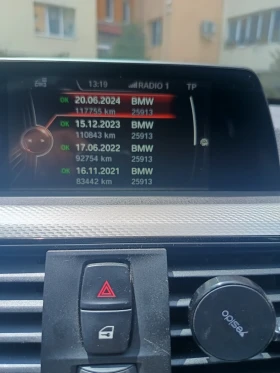 13:19 RADIO 1 TP
OK 20.06.2024 BMW
117755 km 25913
OK 15.12.2023 BMW
110843 km 25913
OK 17.06.2022 BMW
92754 km 25913
OK 16.11.2021 BMW
83442 km 25913